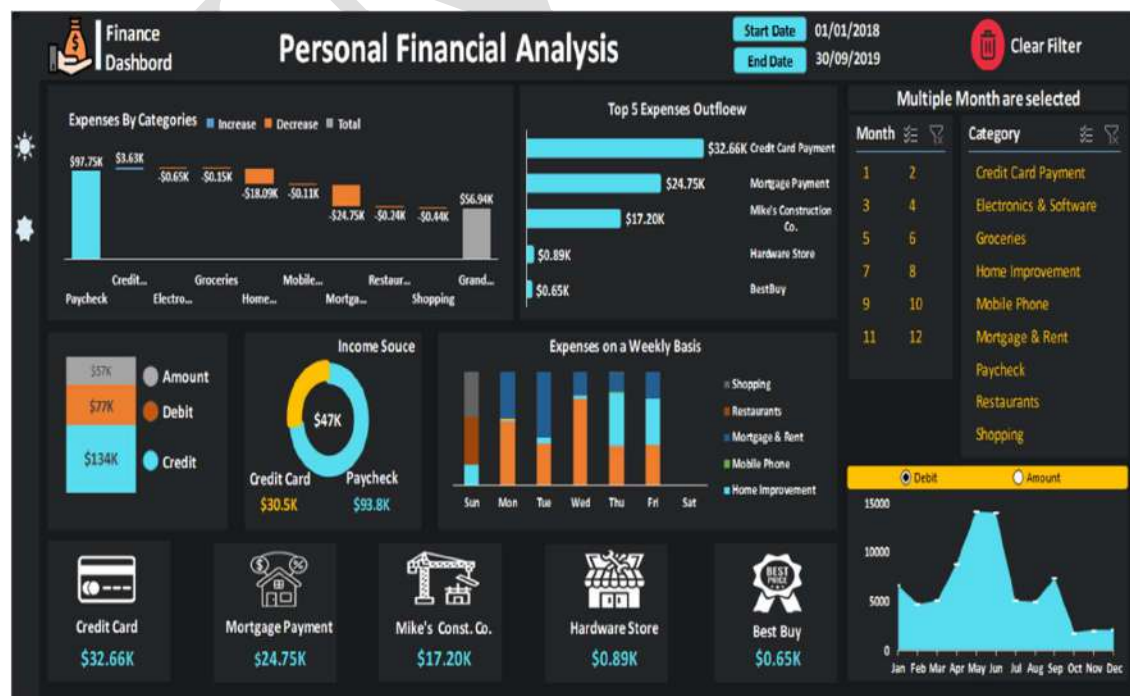 Finance
Dashbord
Personal Financial Analysis
Start Date 01/01/2018
End Date 30/09/2019
Clear Filter
Expenses By Categories Increase Decrease Total
$97.75K $3.63K -$0.65K -$0.15K -$18.09K -$0.11K -$24.75K -$0.24K -$0.44K $56.94K
Credit... Groceries Mobile... Restaur... Grand...
Paycheck Electro... Home... Mortga... Shopping
Top 5 Expenses Outfloew
$32.66K Credit Card Payment
$24.75K Mortgage Payment
$17.20K Mike's Construction
Co.
$0.89K Hardware Store
$0.65K BestBuy
Multiple Month are selected
Month
1 2
3 4
5 6
7 8
9 10
11 12
Category
Credit Card Payment
Electronics & Software
Groceries
Home Improvement
Mobile Phone
Mortgage & Rent
Paycheck
Restaurants
Shopping
$57K Amount
$77K Debit
$134K Credit
Income Souce
$47K
Credit Card Paycheck
$30.5K $93.8K
Expenses on a Weekly Basis
Shopping
Restaurants
Mortgage & Rent
Mobile Phone
Home Improvement
Sun Mon Tue Wed Thu Fri Sat
Debit Amount
15000
10000
5000
0
Jan Feb Mar Apr May Jun Jul Aug Sep Oct Nov Dec
Credit Card
$32.66K
Mortgage Payment
$24.75K
Mike's Const. Co.
$17.20K
Hardware Store
$0.89K
BEST
PRICE
Best Buy
$0.65K